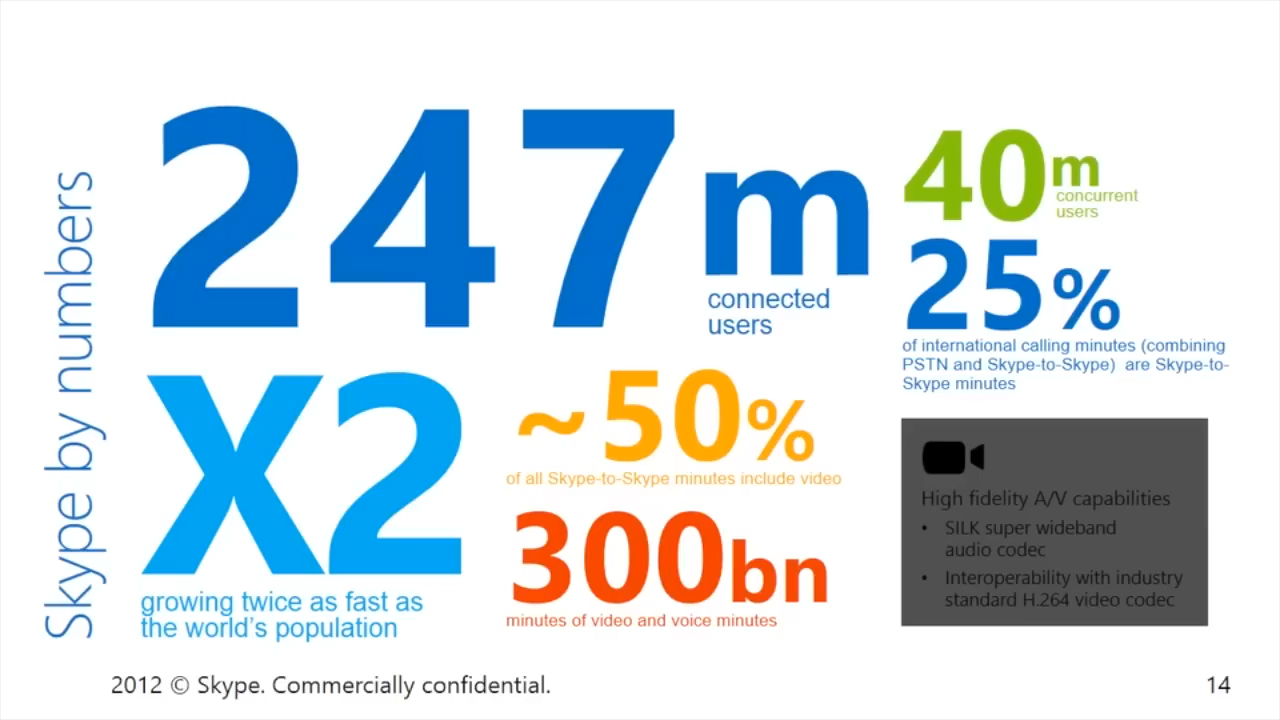 Skype by numbers
247m
connected
users
40m
concurrent
users
25%
of international calling minutes (combining
PSTN and Skype-to-Skype) are Skype-to-
Skype minutes
X2
growing twice as fast as
the world's population
~50%
of all Skype-to-Skype minutes include video
300bn
minutes of video and voice minutes
High fidelity A/V capabilities
• SILK super wideband
audio codec
• Interoperability with industry
standard H.264 video codec
2012 © Skype. Commercially confidential.
14